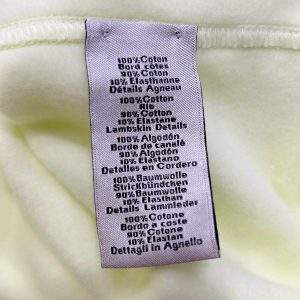 100%Coton
Bord côtes
90%Coton
10%Elasthanne
Détails Agneau
100%Cotton
Rib
90%Cotton
10%Elastane
Lambskin Details
100%Algodón
Borde de canalé
90%Algodón
10%Elastano
Detalles en Cordero
100%Baumwolle
Strickbündchen
90%Baumwolle
10%Elasthan
Details Lammleder
100%Cotone
Bordo a coste
90%Cotone
10%Elastan
Dettagli in Agnello